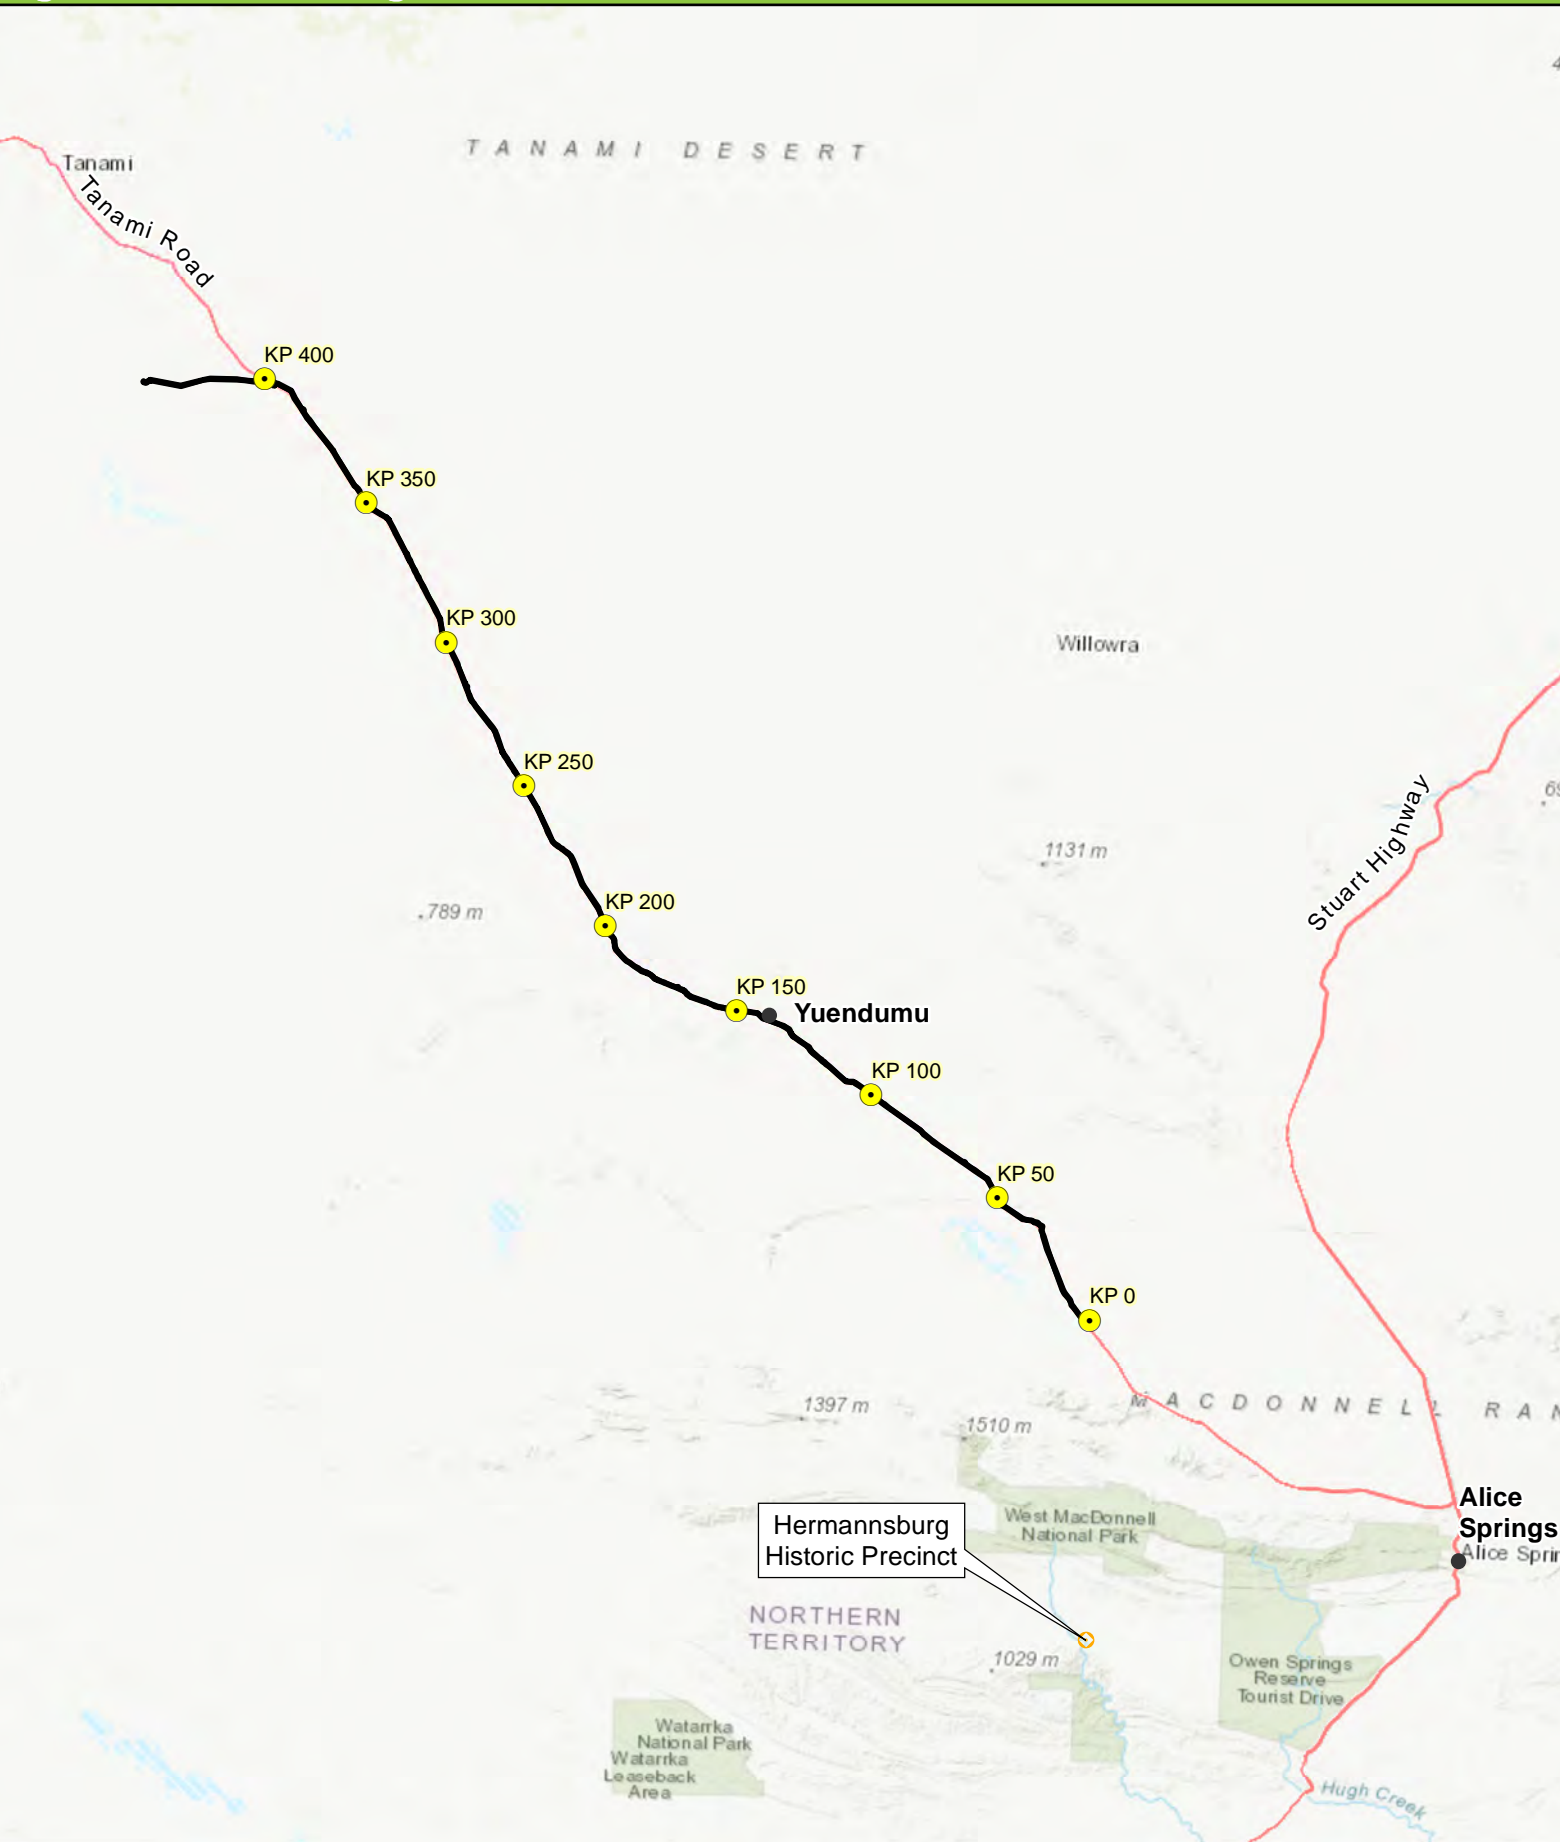 TANAMI DESERT
Tanami
Tanami Road
KP 400
KP 350
KP 300
Willowra
KP 250
Stuart Highway
1131 m
KP 200
789 m
KP 150
Yuendumu
KP 100
KP 50
KP 0
MACDONNELL RAN
1397 m
1510 m
Alice
Springs
Alice Sprin
West MacDonnell
National Park
Hermannsburg
Historic Precinct
NORTHERN
TERRITORY
1029 m
Owen Springs
Reserve
Tourist Drive
Watarrka
National Park
Watarrka
Leaseback
Area
Hugh Creek